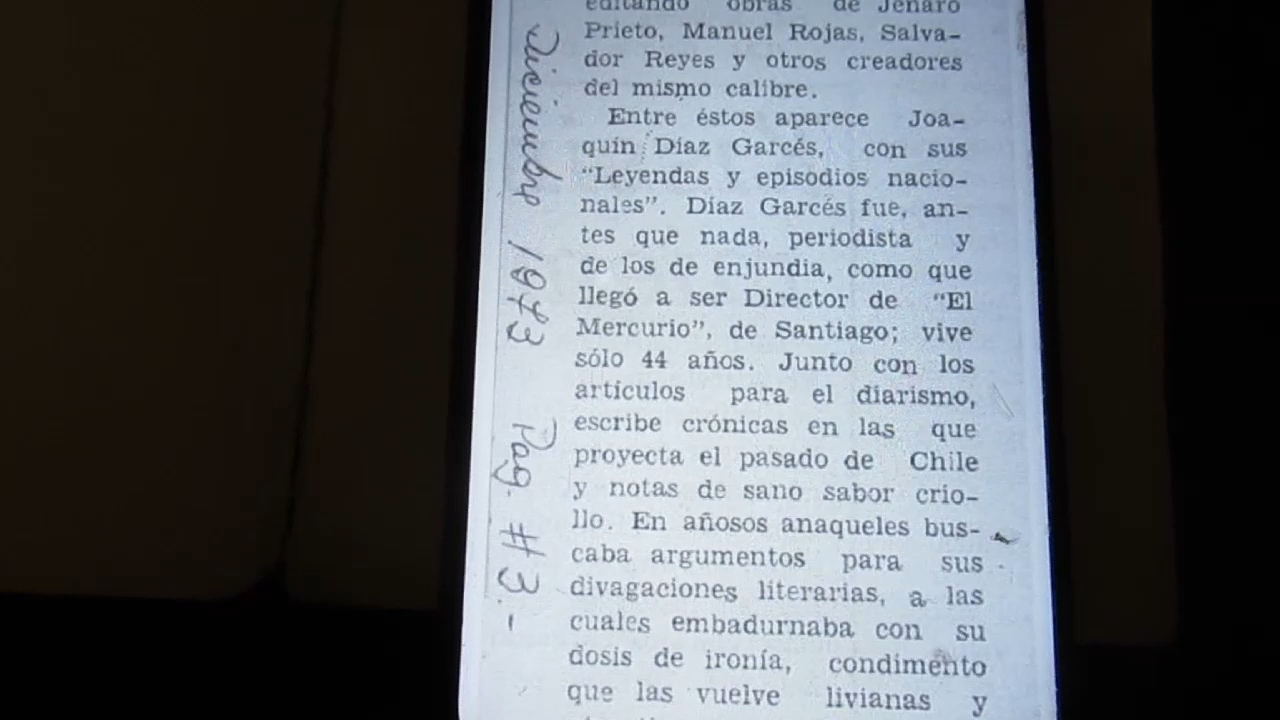 editando obras de Jenaro
Prieto, Manuel Rojas, Salva-
dor Reyes y otros creadores
del mismo calibre.
Entre éstos aparece Joa-
quín Díaz Garcés, con sus
"Leyendas y episodios nacio-
nales". Díaz Garcés fue, an-
tes que nada, periodista y
de los de enjundia, como que
llegó a ser Director de "El
Mercurio", de Santiago; vive
sólo 44 años. Junto con los
artículos para el diarismo,
escribe crónicas en las que
proyecta el pasado de Chile
y notas de sano sabor crio-
llo. En añosos anaqueles bus-
caba argumentos para sus
divagaciones literarias, a las
cuales embadurnaba con su
dosis de ironía, condimento
que las vuelve livianas y
Diciembre 1973 Pag. #3.-